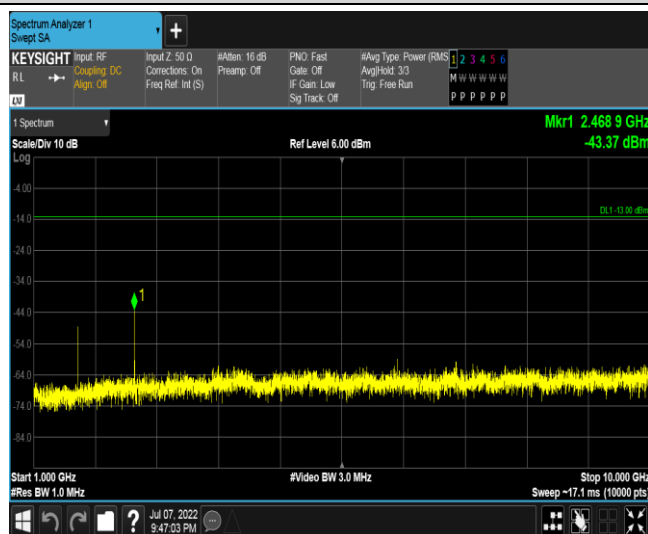 Spectrum Analyzer 1
Swept SA
KEYSIGHT
RL
LXI
Input: RF
Coupling: DC
Align: Off
Input Z: 50 Ω
Corrections: On
Freq Ref: Int (S)
#Atten: 16 dB
Preamp: Off
PNO: Fast
Gate: Off
IF Gain: Low
Sig Track: Off
#Avg Type: Power (RMS
Avg|Hold: 3/3
Trig: Free Run
1 2 3 4 5 6
M W W W W W
P P P P P P
1 Spectrum
Scale/Div 10 dB
Log
Ref Level 6.00 dBm
Mkr1 2.468 9 GHz
-43.37 dBm
DL1 -13.00 dBm
1
-4.00
-14.0
-24.0
-34.0
-44.0
-54.0
-64.0
-74.0
-84.0
Start 1.000 GHz
#Res BW 1.0 MHz
#Video BW 3.0 MHz
Stop 10.000 GHz
Sweep ~17.1 ms (10000 pts)
?
Jul 07, 2022
9:47:03 PM